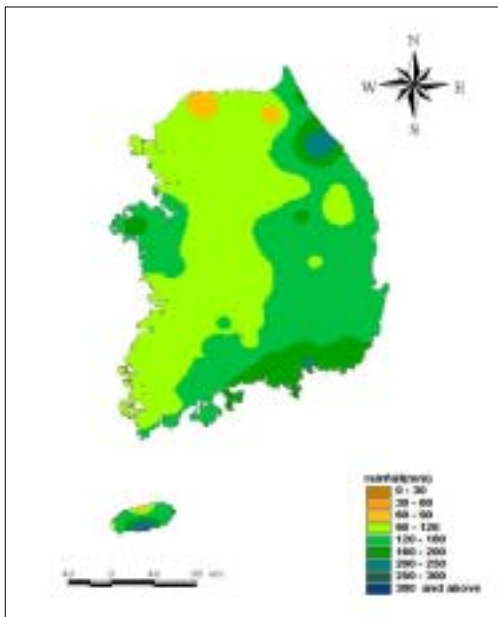 N
W E
S
rainfall(mm)
0 - 30
30 - 60
60 - 90
90 - 120
120 - 160
160 - 200
200 - 250
250 - 300
300 and above